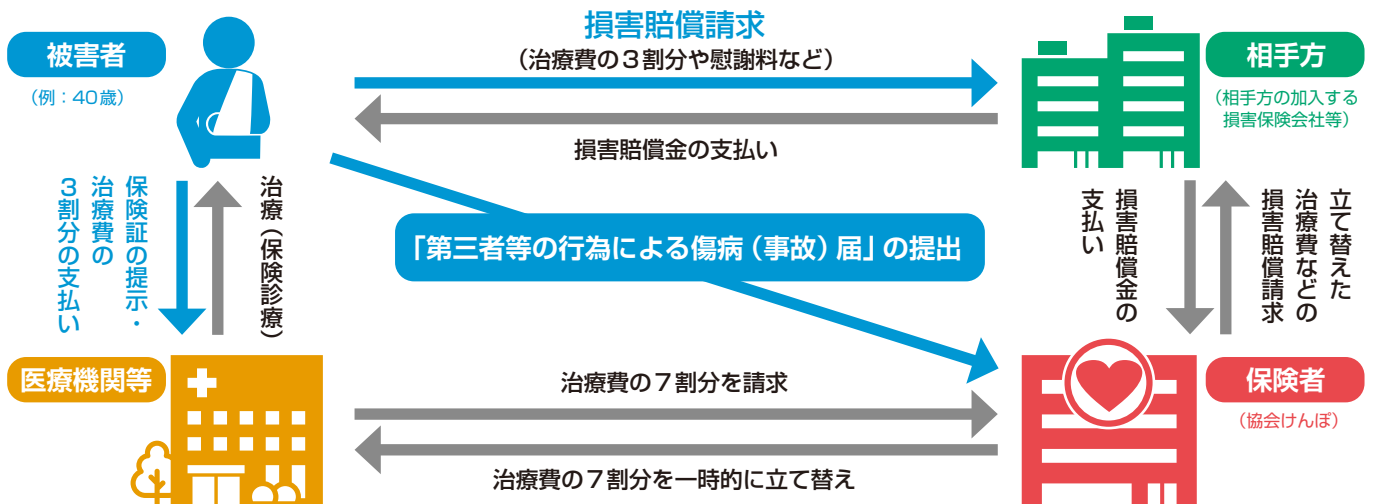 損害賠償請求
(治療費の3割分や慰謝料など)
被害者
(例：40歳)
相手方
(相手方の加入する
損害保険会社等)
損害賠償金の支払い
保険証の提示・
治療費の
3割分の支払い
治療(保険診療)
「第三者等の行為による傷病(事故)届」の提出
損害賠償金の
支払い
立て替えた
治療費などの
損害賠償請求
医療機関等
治療費の7割分を請求
治療費の7割分を一時的に立て替え
保険者
(協会けんぽ)